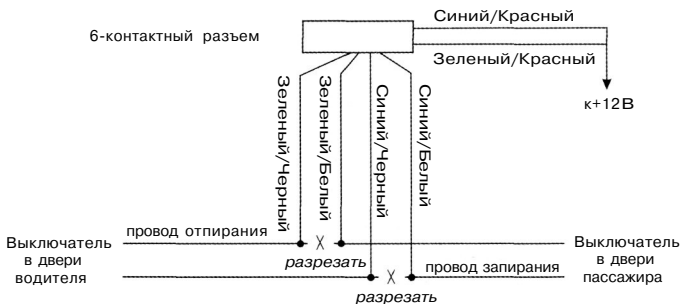 Синий/Красный
6-контактный разъем
Зеленый/Красный
к+12В
Зеленый/Черный
Зеленый/Белый
Синий/Черный
Синий/Белый
Выключатель
в двери
водителя
провод отпирания
X
разрезать
Выключатель
в двери
пассажира
X
провод запирания
разрезать